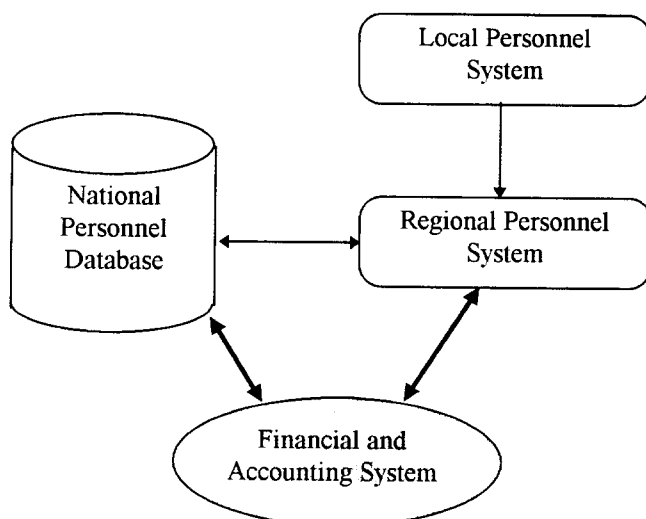 Local Personnel
System
National
Personnel
Database
Regional Personnel
System
Financial and
Accounting System